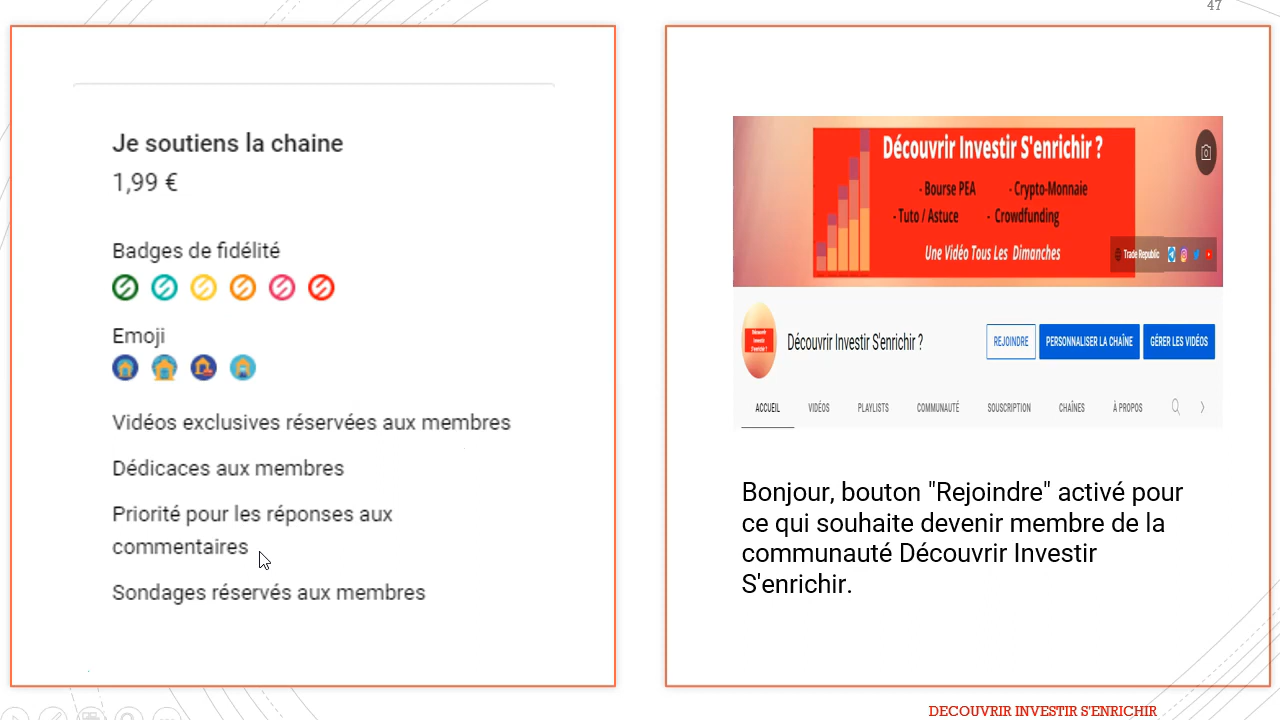 47
Je soutiens la chaine
1,99 €
Badges de fidélité
Emoji
Vidéos exclusives réservées aux membres
Dédicaces aux membres
Priorité pour les réponses aux
commentaires
Sondages réservés aux membres
Découvrir Investir S'enrichir ?
- Bourse PEA - Crypto-Monnaie
- Tuto / Astuce - Crowdfunding
Une Vidéo Tous Les Dimanches
Trade Republic
Découvrir Investir S'enrichir ?
Découvrir Investir S'enrichir ?
REJOINDRE PERSONNALISER LA CHAÎNE GÉRER LES VIDÉOS
ACCUEIL VIDÉOS PLAYLISTS COMMUNAUTÉ SOUSCRIPTION CHAÎNES À PROPOS
Bonjour, bouton "Rejoindre" activé pour
ce qui souhaite devenir membre de la
communauté Découvrir Investir
S'enrichir.
DECOUVRIR INVESTIR S'ENRICHIR